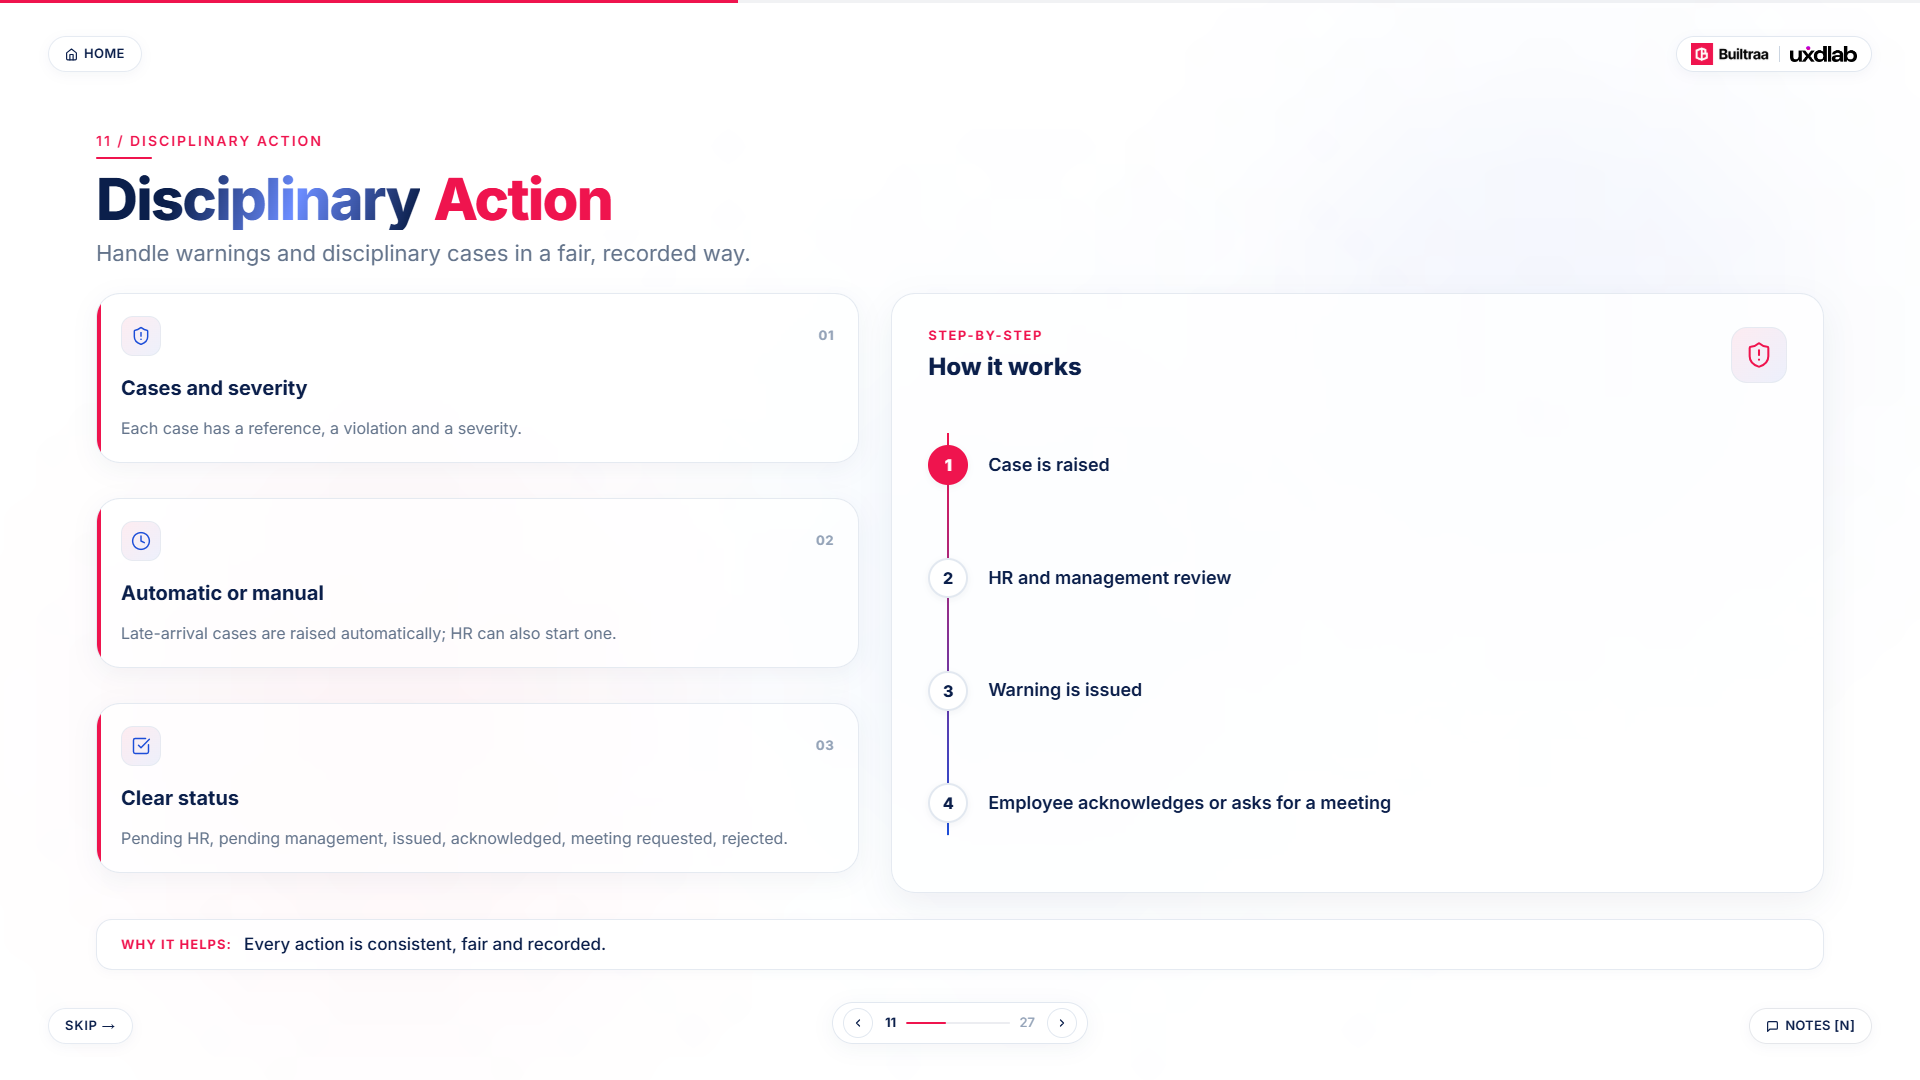 HOME
Builtraa | uxdlab
11 / DISCIPLINARY ACTION
Disciplinary Action
Handle warnings and disciplinary cases in a fair, recorded way.
01
Cases and severity
Each case has a reference, a violation and a severity.
02
Automatic or manual
Late-arrival cases are raised automatically; HR can also start one.
03
Clear status
Pending HR, pending management, issued, acknowledged, meeting requested, rejected.
STEP-BY-STEP
How it works
1 Case is raised
2 HR and management review
3 Warning is issued
4 Employee acknowledges or asks for a meeting
WHY IT HELPS: Every action is consistent, fair and recorded.
SKIP →
11 27
NOTES [N]